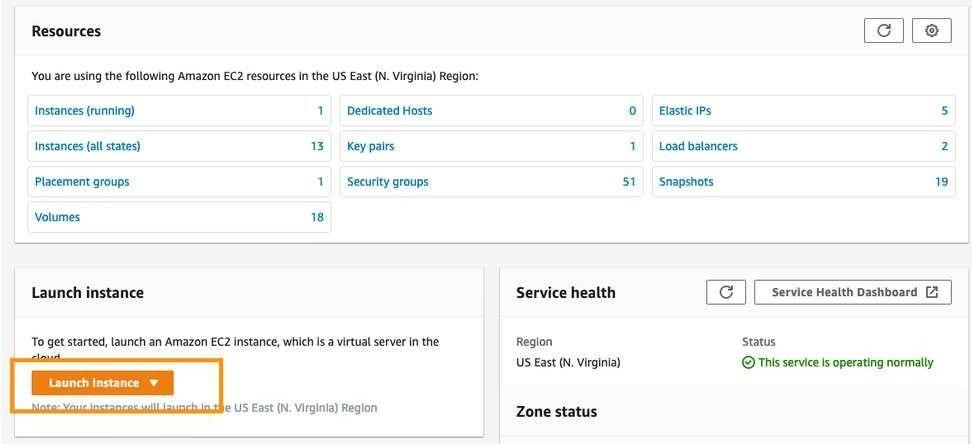 Resources
You are using the following Amazon EC2 resources in the US East (N. Virginia) Region:
Instances (running) 1 Dedicated Hosts 0 Elastic IPs 5
Instances (all states) 13 Key pairs 1 Load balancers 2
Placement groups 1 Security groups 51 Snapshots 19
Volumes 18
Launch instance
To get started, launch an Amazon EC2 instance, which is a virtual server in the
cloud.
Launch instance
Note: Your instances will launch in the US East (N. Virginia) Region
Service health
Service Health Dashboard
Region Status
US East (N. Virginia) This service is operating normally
Zone status